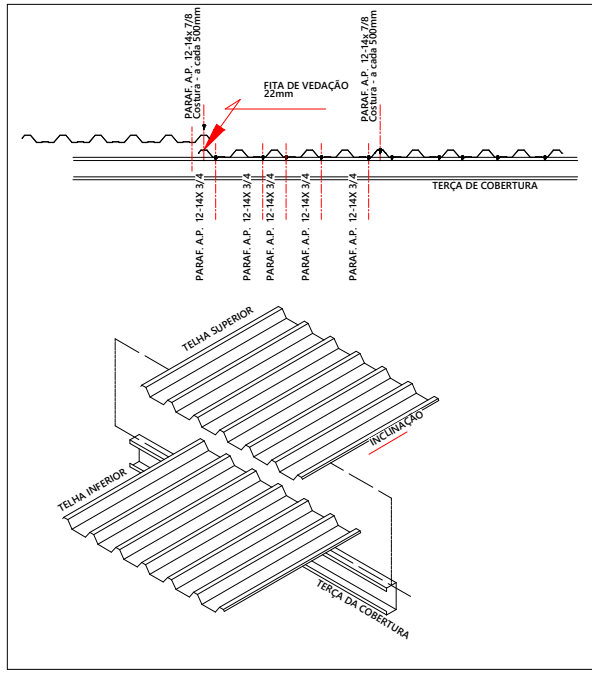 PARAF. A.P. 12-14x 7/8
Costura - a cada 500mm
FITA DE VEDAÇÃO
22mm
PARAF. A.P. 12-14x 7/8
Costura - a cada 500mm
TERÇA DE COBERTURA
PARAF. A.P. 12-14X 3/4
PARAF. A.P. 12-14X 3/4
PARAF. A.P. 12-14X 3/4
PARAF. A.P. 12-14X 3/4
PARAF. A.P. 12-14X 3/4
TELHA SUPERIOR
INCLINAÇÃO
TELHA INFERIOR
TERÇA DA COBERTURA